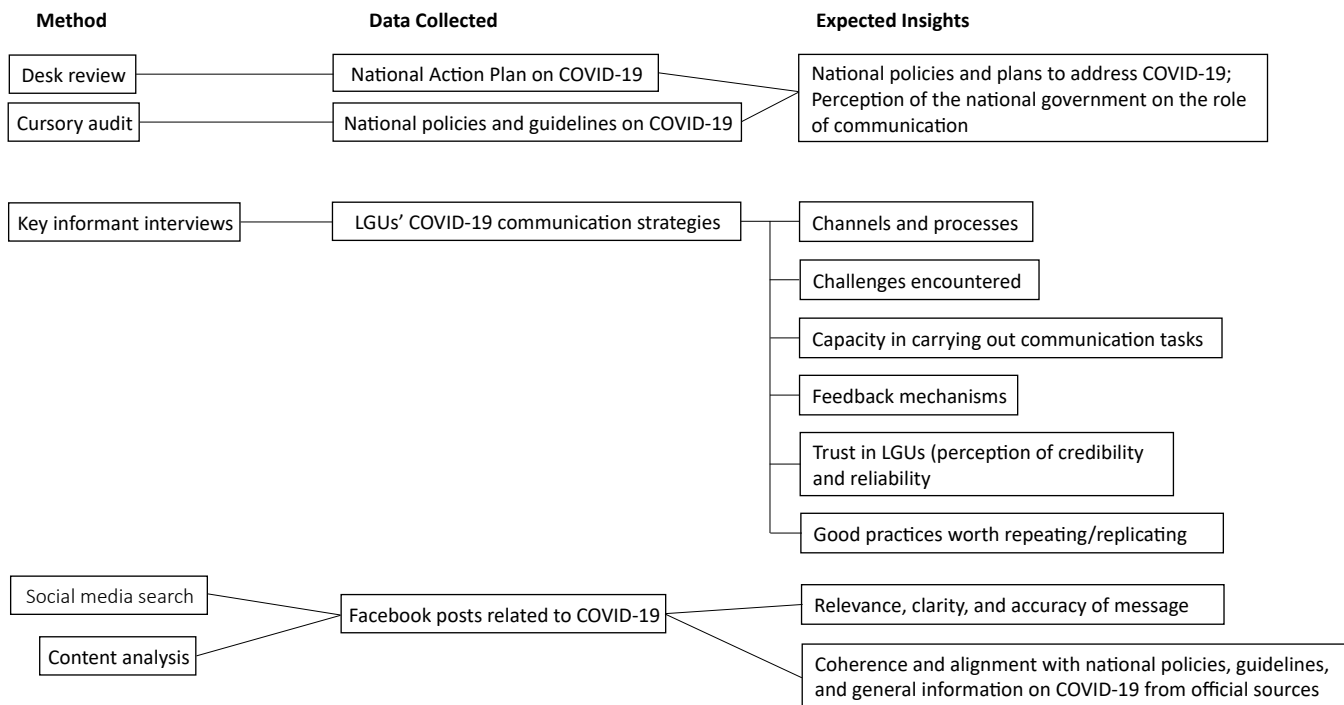 Method
Data Collected
Expected Insights
Desk review
National Action Plan on COVID-19
National policies and plans to address COVID-19;
Perception of the national government on the role
of communication
Cursory audit
National policies and guidelines on COVID-19
Key informant interviews
LGUs’ COVID-19 communication strategies
Channels and processes
Challenges encountered
Capacity in carrying out communication tasks
Feedback mechanisms
Trust in LGUs (perception of credibility
and reliability
Good practices worth repeating/replicating
Social media search
Content analysis
Facebook posts related to COVID-19
Relevance, clarity, and accuracy of message
Coherence and alignment with national policies, guidelines,
and general information on COVID-19 from official sources